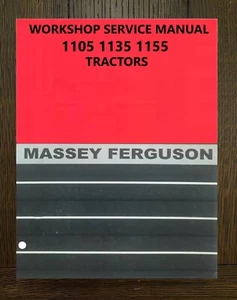 WORKSHOP SERVICE MANUAL
1105 1135 1155
TRACTORS
MASSEY FERGUSON